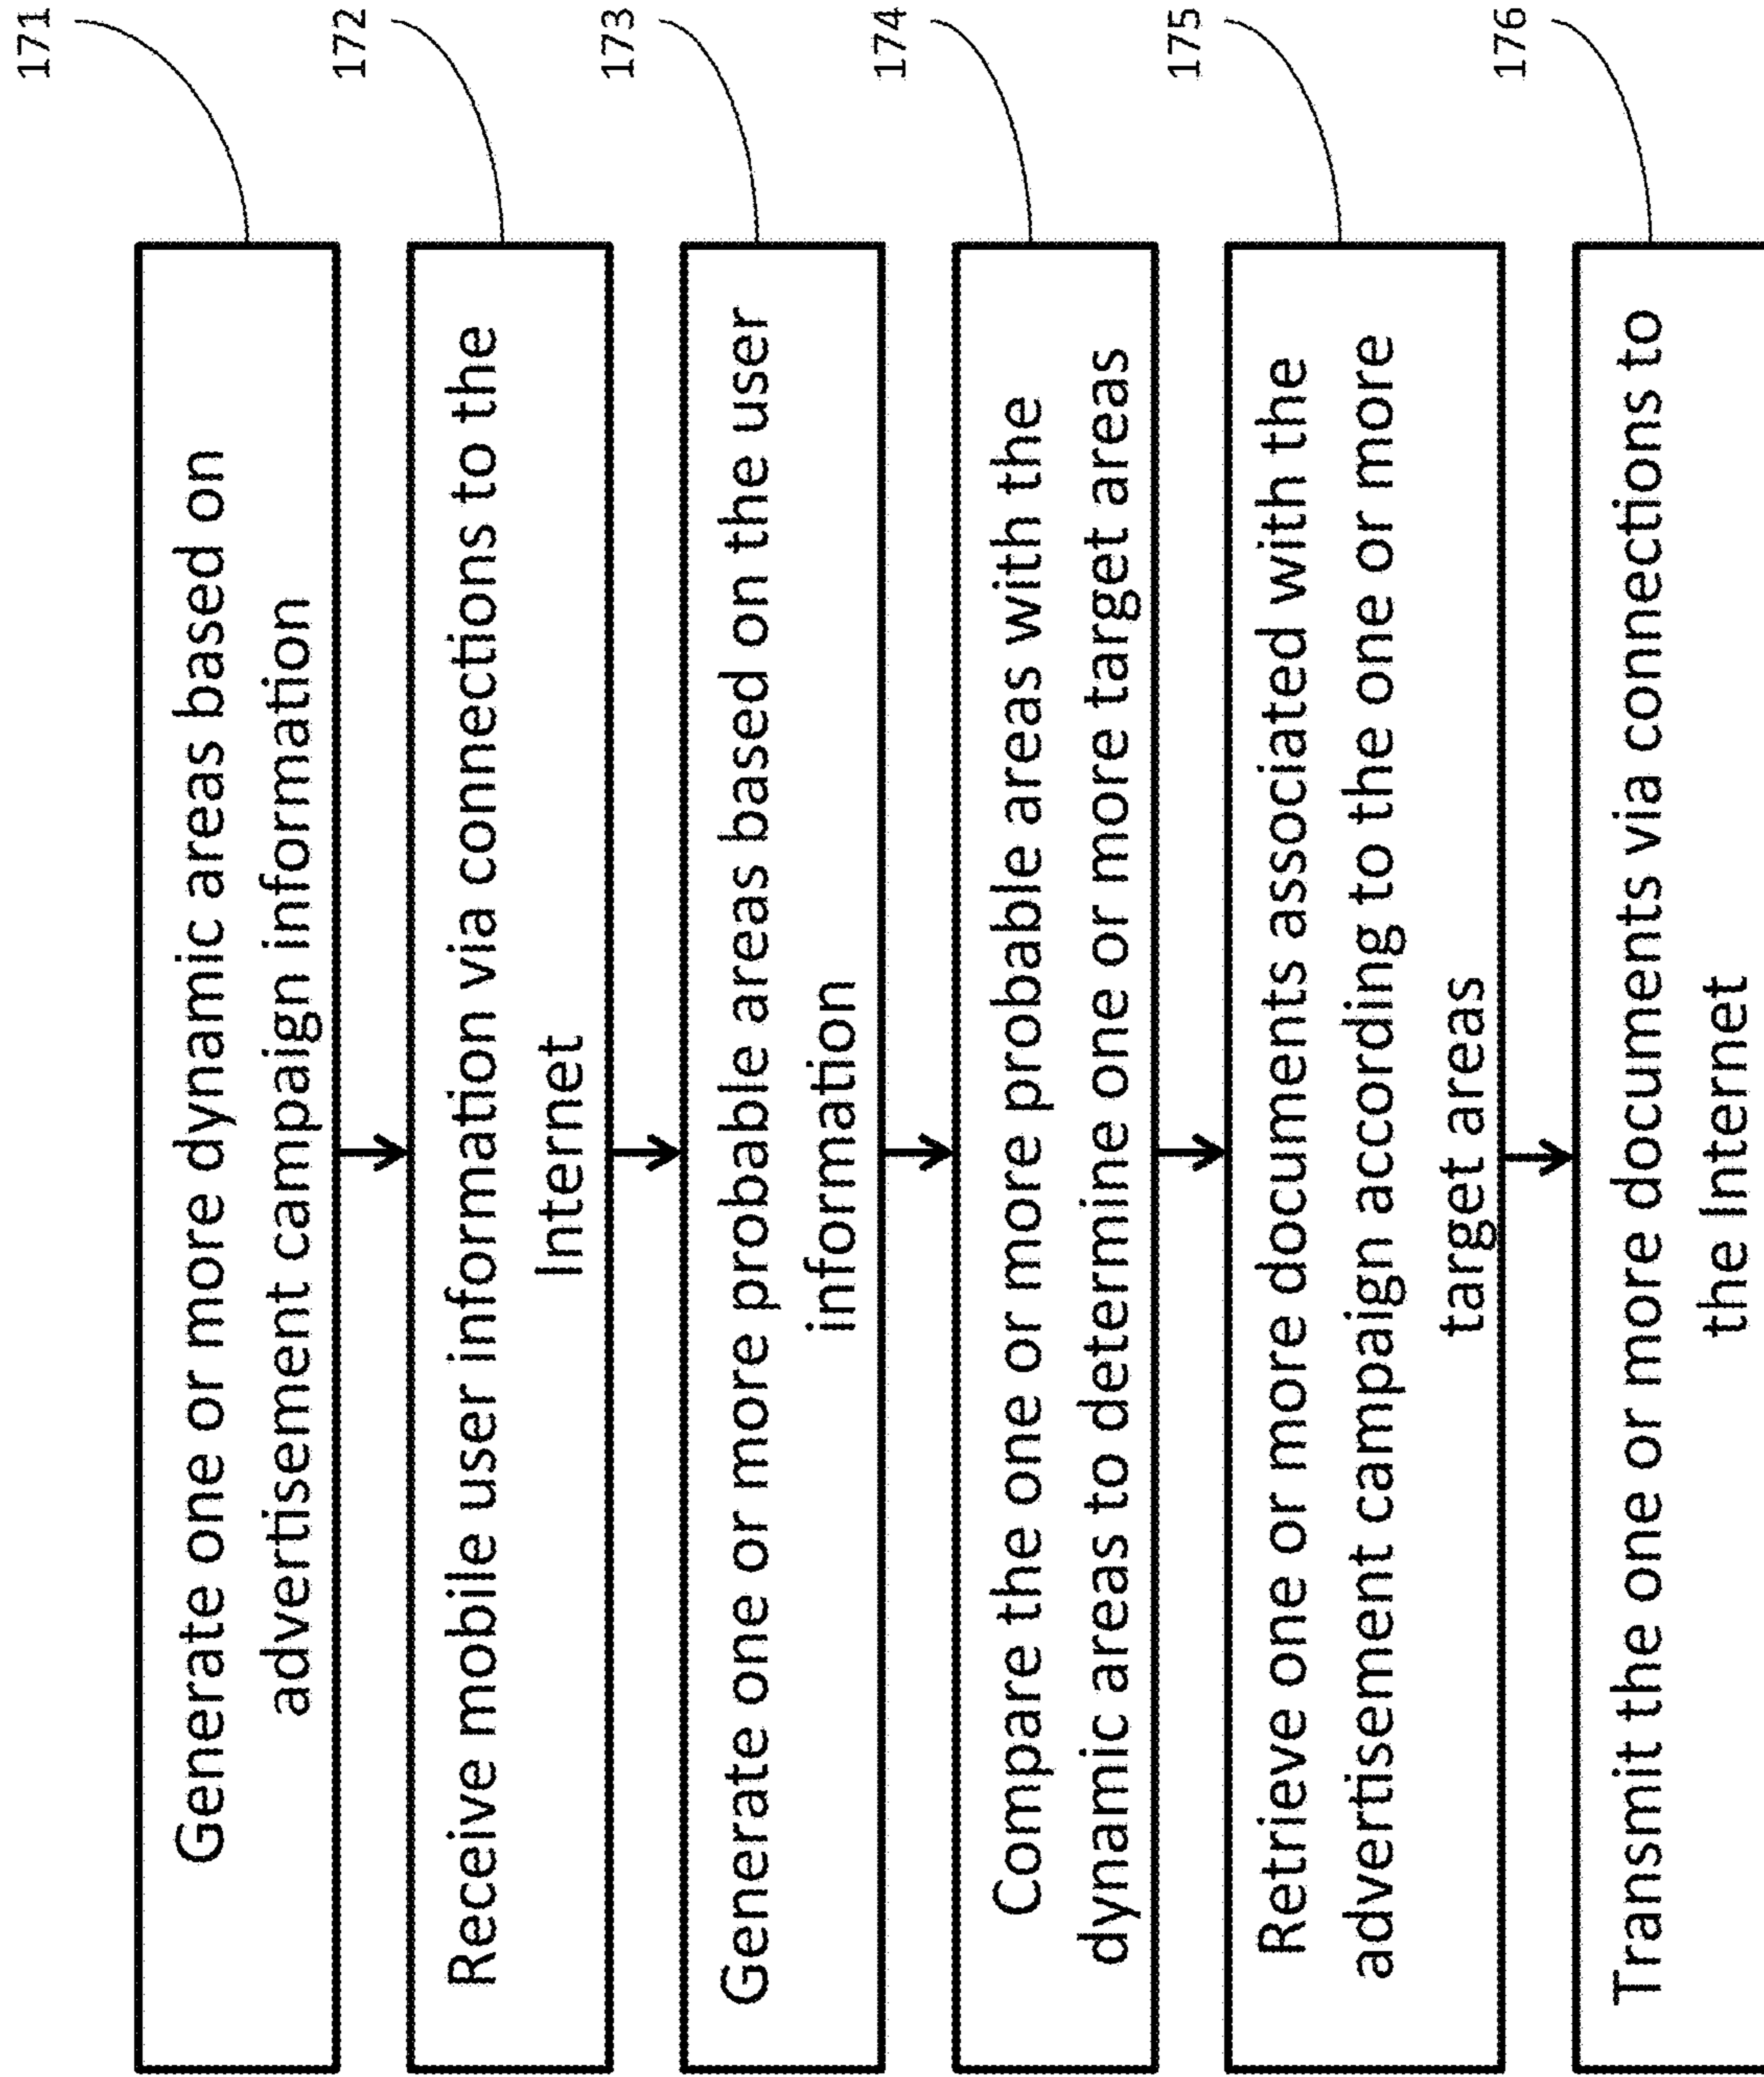 171
Generate one or more dynamic areas based on
advertisement campaign information
172
Receive mobile user information via connections to the
Internet
173
Generate one or more probable areas based on the user
information
174
Compare the one or more probable areas with the
dynamic areas to determine one or more target areas
175
Retrieve one or more documents associated with the
advertisement campaign according to the one or more
target areas
176
Transmit the one or more documents via connections to
the Internet